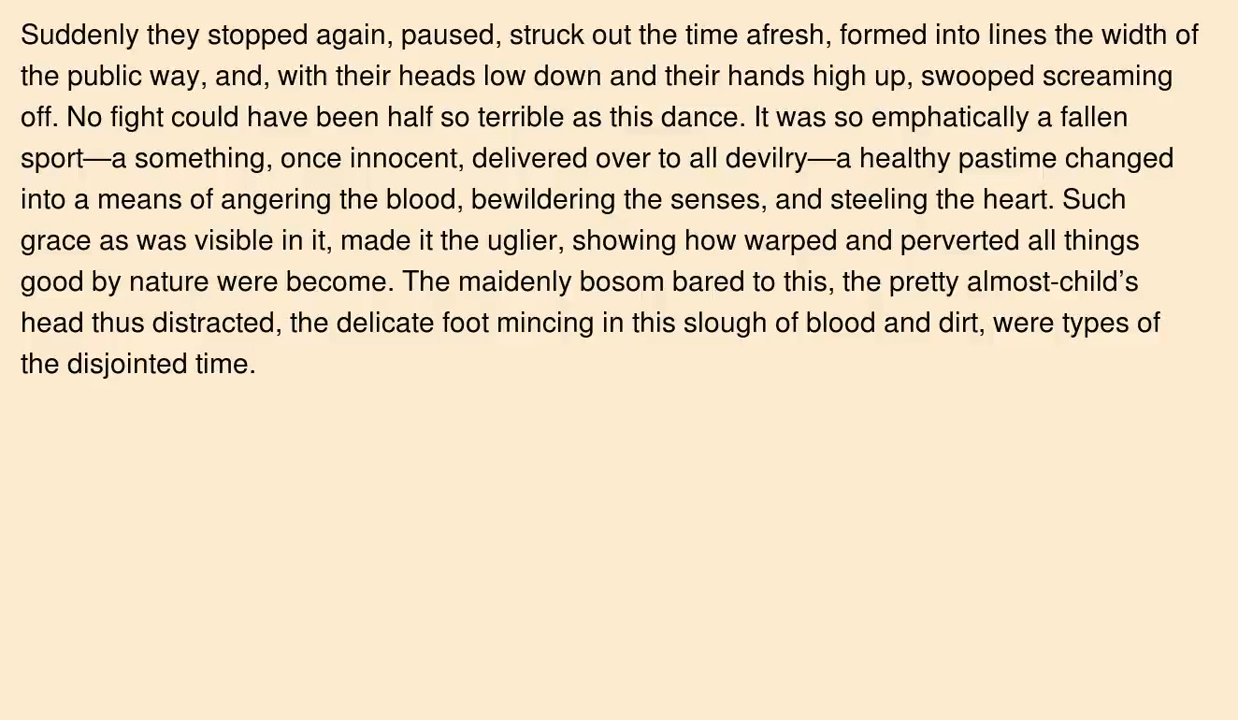 Suddenly they stopped again, paused, struck out the time afresh, formed into lines the width of
the public way, and, with their heads low down and their hands high up, swooped screaming
off. No fight could have been half so terrible as this dance. It was so emphatically a fallen
sport—a something, once innocent, delivered over to all devilry—a healthy pastime changed
into a means of angering the blood, bewildering the senses, and steeling the heart. Such
grace as was visible in it, made it the uglier, showing how warped and perverted all things
good by nature were become. The maidenly bosom bared to this, the pretty almost-child’s
head thus distracted, the delicate foot mincing in this slough of blood and dirt, were types of
the disjointed time.